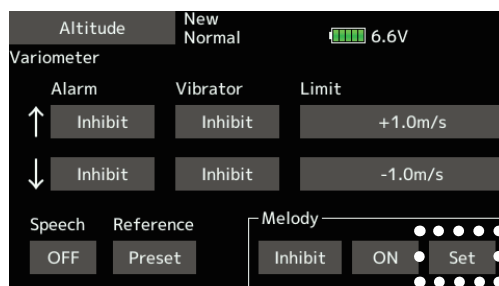 Altitude New
Normal 6.6V
Variometer
Alarm Vibrator Limit
↑ Inhibit Inhibit +1.0m/s
↓ Inhibit Inhibit -1.0m/s
Speech Reference Melody
OFF Preset Inhibit ON Set